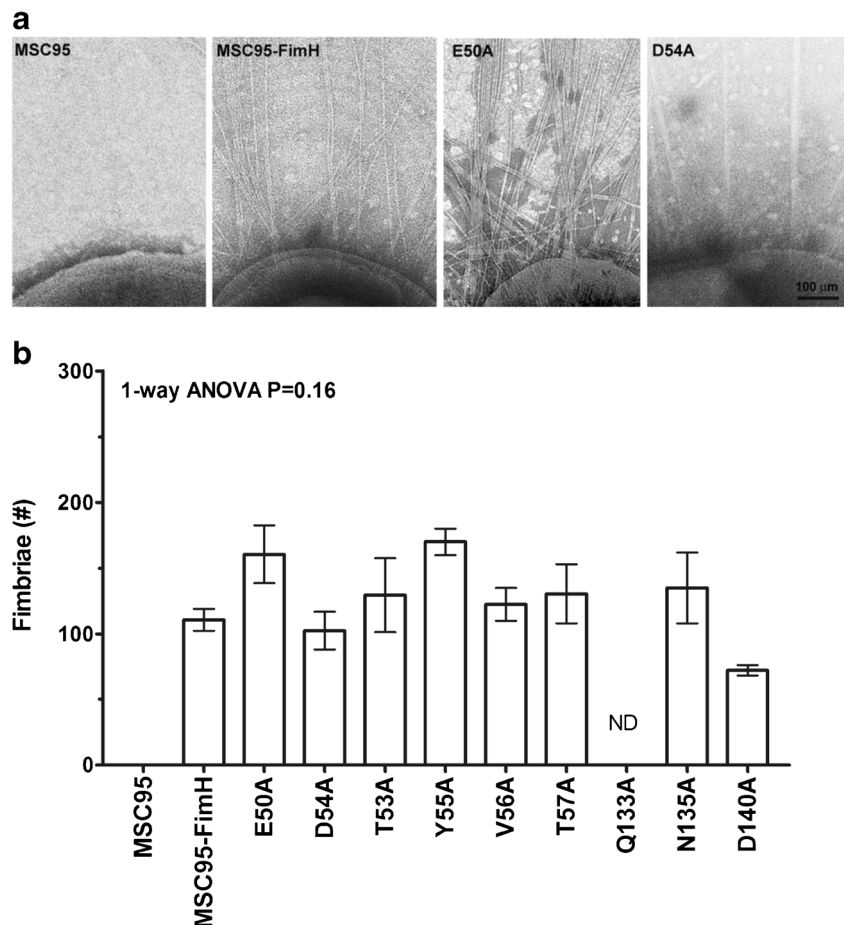 a
MSC95
MSC95-FimH
E50A
D54A
100 µm
b
300
200
100
0
1-way ANOVA P=0.16
Fimbriae (#)
ND
MSC95
MSC95-FimH
E50A
D54A
T53A
Y55A
V56A
T57A
Q133A
N135A
D140A